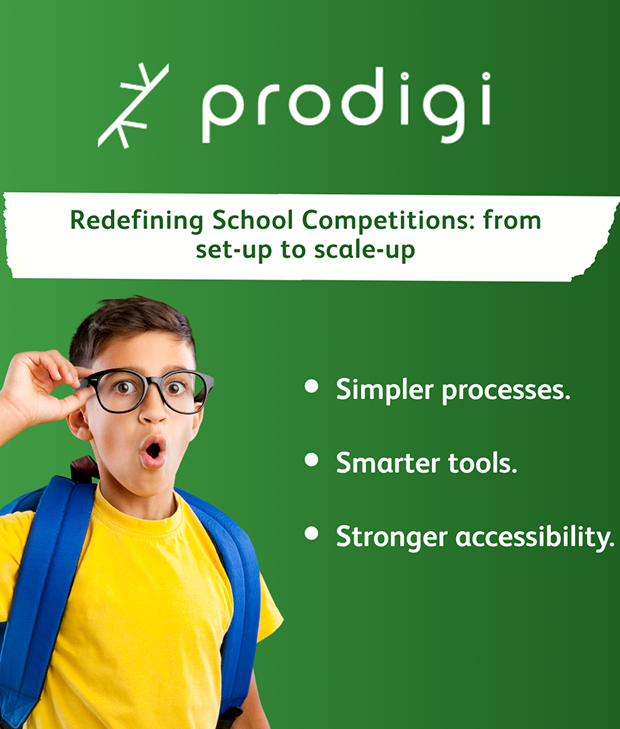 prodigi
Redefining School Competitions: from
set-up to scale-up
Simpler processes.
Smarter tools.
Stronger accessibility.